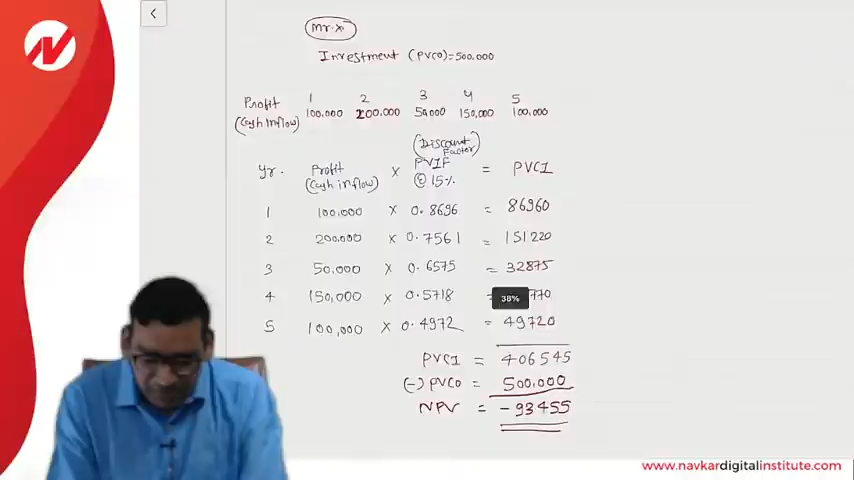 Mr. X
Investment (PVCO)=500,000
1 2 3 4 5
Profit 100,000 200,000 50,000 150,000 100,000
(Cash inflow)
(Discount
Factor)
Yr. Profit × PVIF = PVCI
(Cash inflow) @ 15%
1 100,000 × 0.8696 = 86960
2 200,000 × 0.7561 = 151220
3 50,000 × 0.6575 = 32875
4 150,000 × 0.5718 = 770
38%
5 100,000 × 0.4972 = 49720
PVCI = 406545
(-) PVCO = 500,000
NPV = - 93455
www.navkardigitalinstitute.com